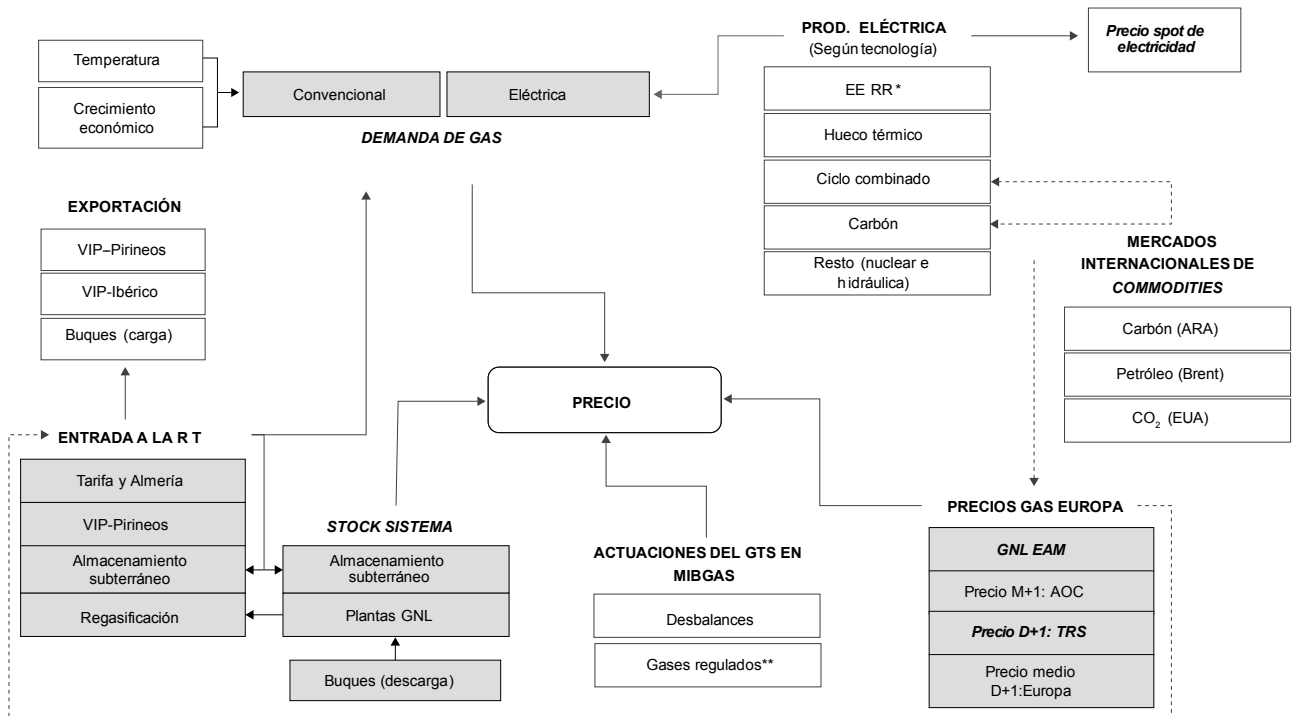 PROD. ELÉCTRICA
(Según tecnología)
Precio spot de
electricidad
Temperatura
Crecimiento
económico
Convencional
Eléctrica
DEMANDA DE GAS
EE RR*
Hueco térmico
Ciclo combinado
Carbón
Resto (nuclear e
hidráulica)
EXPORTACIÓN
VIP–Pirineos
VIP-Ibérico
Buques (carga)
MERCADOS
INTERNACIONALES DE
COMMODITIES
Carbón (ARA)
Petróleo (Brent)
CO2 (EUA)
PRECIO
ENTRADA A LA R T
Tarifa y Almería
VIP-Pirineos
Almacenamiento
subterráneo
Regasificación
STOCK SISTEMA
Almacenamiento
subterráneo
Plantas GNL
Buques (descarga)
ACTUACIONES DEL GTS EN
MIBGAS
Desbalances
Gases regulados**
PRECIOS GAS EUROPA
GNL EAM
Precio M+1: AOC
Precio D+1: TRS
Precio medio
D+1:Europa